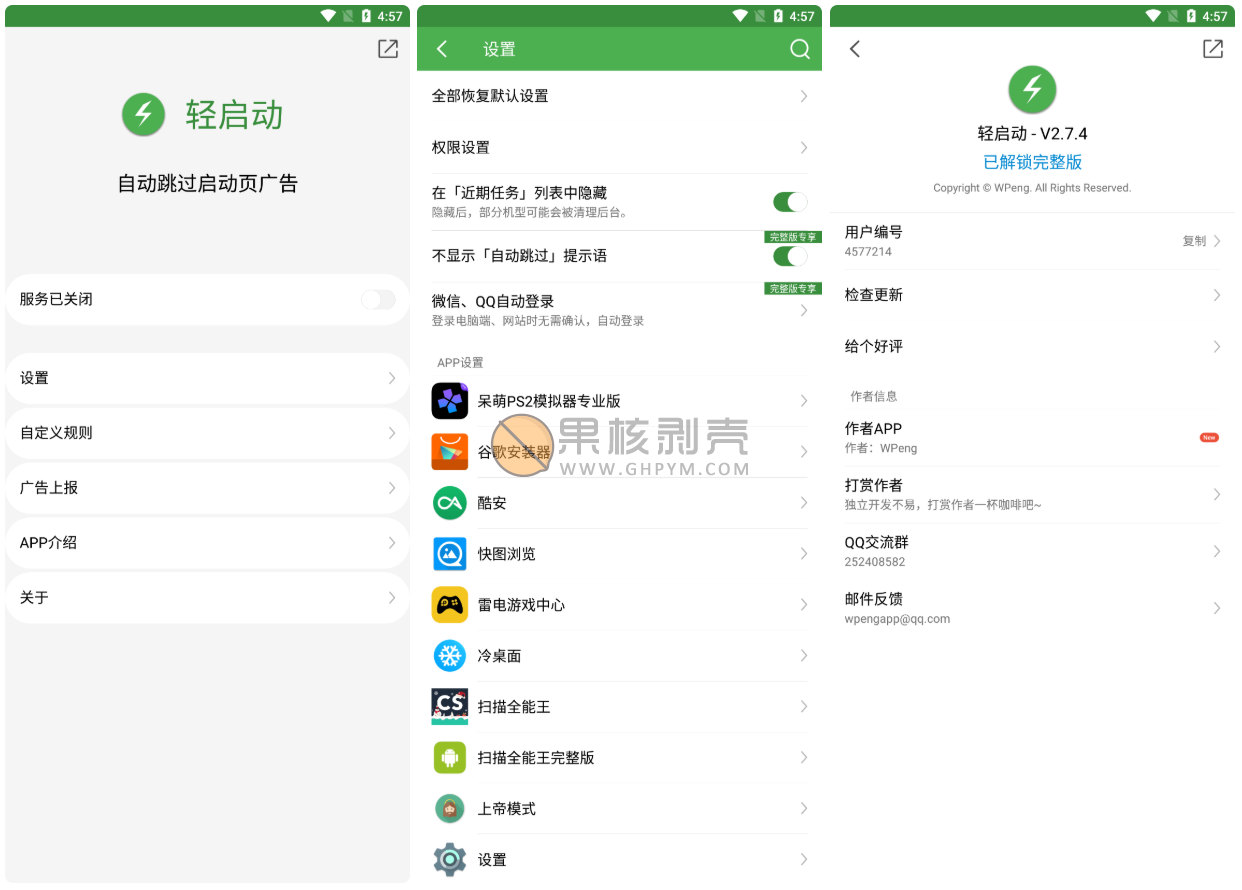 4:57
轻启动
自动跳过启动页广告
服务已关闭
设置
自定义规则
广告上报
APP介绍
关于
4:57
设置
全部恢复默认设置
权限设置
在「近期任务」列表中隐藏
隐藏后，部分机型可能会被清理后台。
完整版专享
不显示「自动跳过」提示语
完整版专享
微信、QQ自动登录
登录电脑端、网站时无需确认，自动登录
APP设置
呆萌PS2模拟器专业版
谷歌安装器
果核剥壳
WWW.GHPYM.COM
酷安
快图浏览
雷电游戏中心
冷桌面
CS
扫描全能王
扫描全能王完整版
上帝模式
设置
4:57
轻启动 - V2.7.4
已解锁完整版
Copyright © WPeng. All Rights Reserved.
用户编号
4577214
复制
检查更新
给个好评
作者信息
作者APP
作者：WPeng
New
打赏作者
独立开发不易，打赏作者一杯咖啡吧~
QQ交流群
252408582
邮件反馈
wpengapp@qq.com